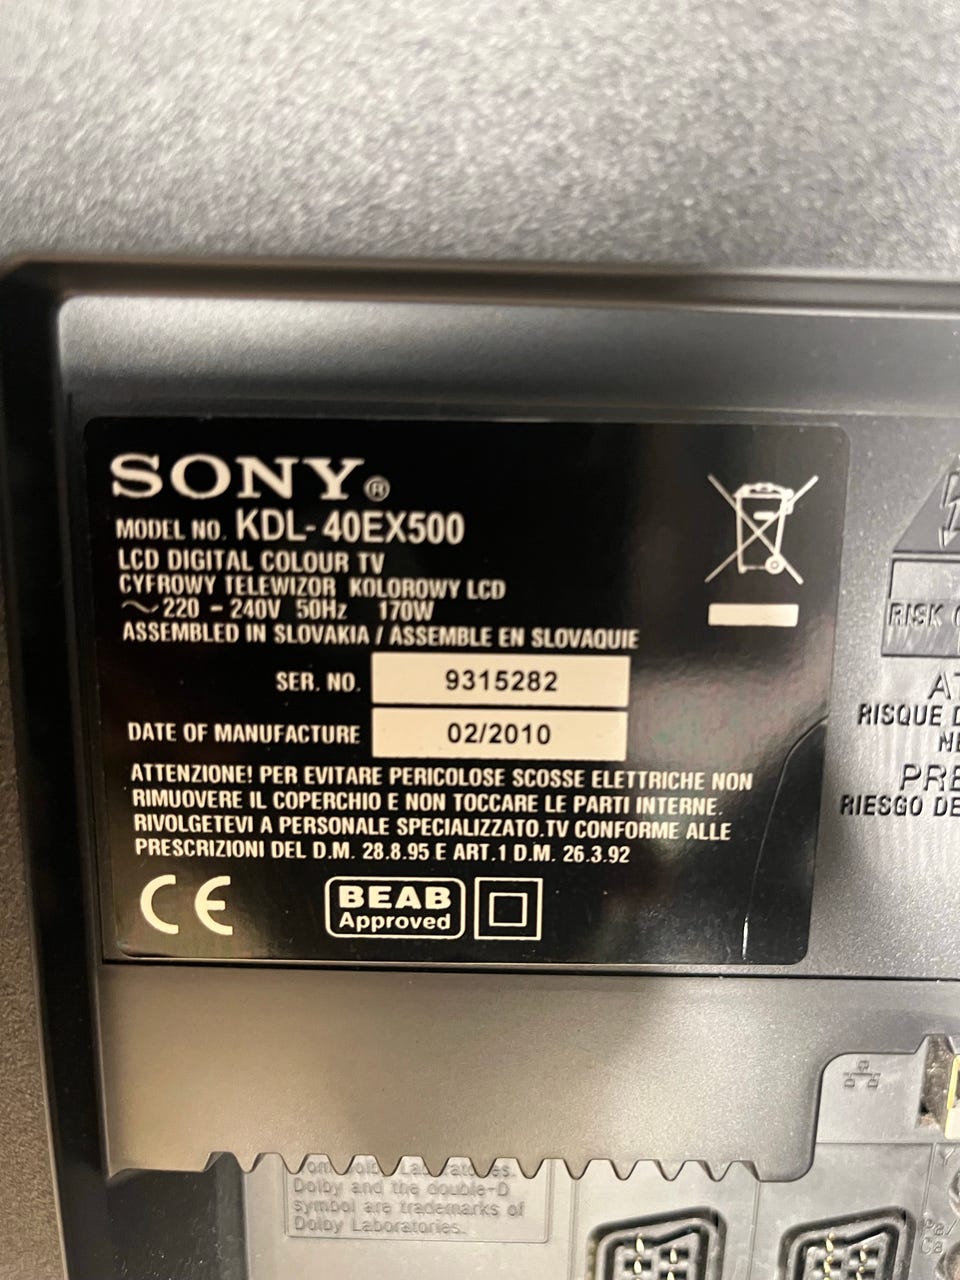 SONY®
MODEL NO. KDL-40EX500
LCD DIGITAL COLOUR TV
CYFROWY TELEWIZOR KOLOROWY LCD
~220 - 240V 50Hz 170W
ASSEMBLED IN SLOVAKIA / ASSEMBLE EN SLOVAQUIE
SER. NO. 9315282
DATE OF MANUFACTURE 02/2010
ATTENZIONE! PER EVITARE PERICOLOSE SCOSSE ELETTRICHE NON
RIMUOVERE IL COPERCHIO E NON TOCCARE LE PARTI INTERNE.
RIVOLGETEVI A PERSONALE SPECIALIZZATO.TV CONFORME ALLE
PRESCRIZIONI DEL D.M. 28.8.95 E ART.1 D.M. 26.3.92
CE
BEAB
Approved
RISK
RISQUE
RIESGO DE
Dolby and the double-D
symbol are trademarks of
Dolby Laboratories.